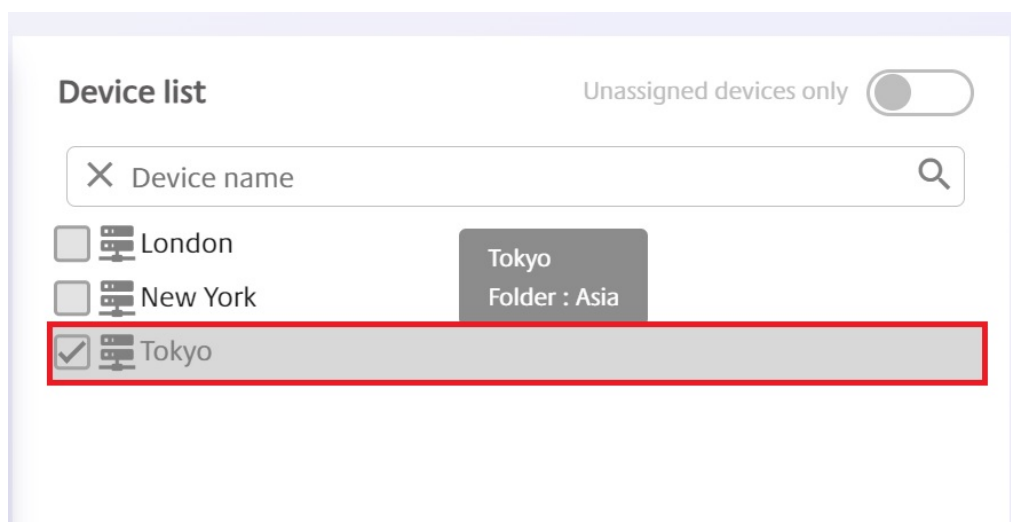 Device list
Unassigned devices only
Device name
London
New York
Tokyo
Folder : Asia
Tokyo